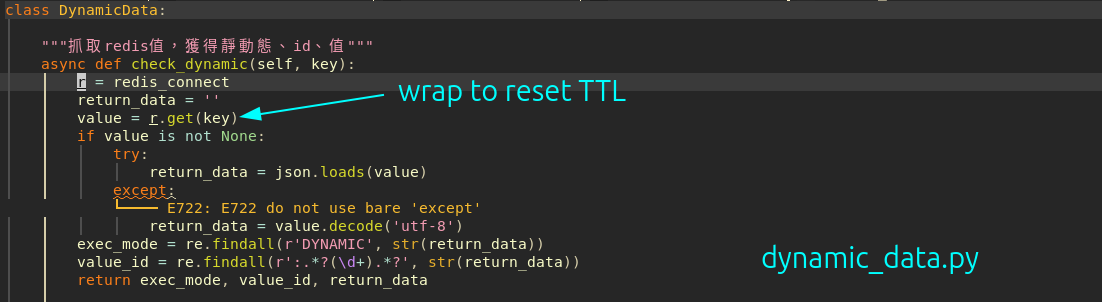 class DynamicData:
"""抓取redis值，獲得靜動態、id、值"""
async def check_dynamic(self, key):
r = redis_connect
return_data = ''
value = r.get(key)
wrap to reset TTL
if value is not None:
try:
return_data = json.loads(value)
except:
E722: E722 do not use bare 'except'
return_data = value.decode('utf-8')
exec_mode = re.findall(r'DYNAMIC', str(return_data))
value_id = re.findall(r':.*?(\d+).*?', str(return_data))
return exec_mode, value_id, return_data
dynamic_data.py